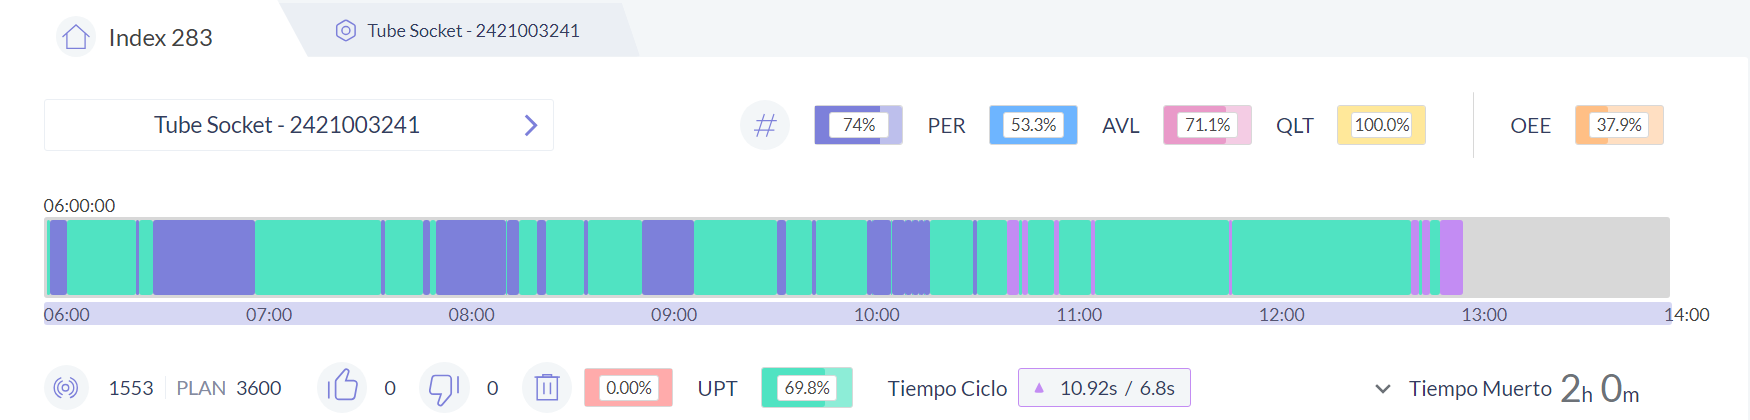 Index 283
Tube Socket - 2421003241
Tube Socket - 2421003241
# 74% PER 53.3% AVL 71.1% QLT 100.0% OEE 37.9%
06:00:00
06:00 07:00 08:00 09:00 10:00 11:00 12:00 13:00 14:00
1553 PLAN 3600 0 0 0.00% UPT 69.8% Tiempo Ciclo 10.92s / 6.8s Tiempo Muerto 2h 0m